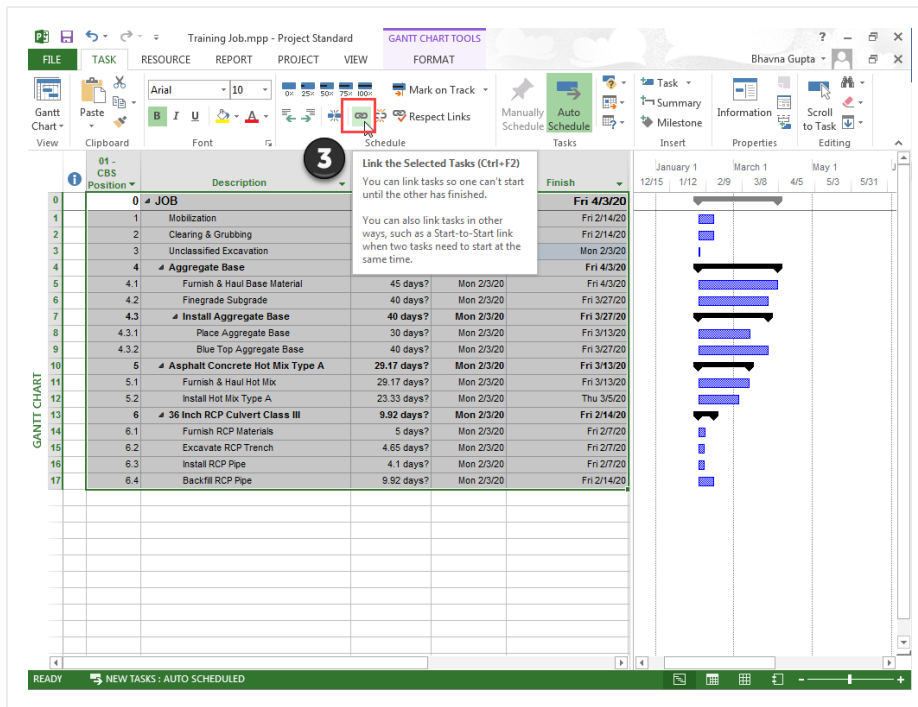 Training Job.mpp - Project Standard
GANTT CHART TOOLS
?
FILE TASK RESOURCE REPORT PROJECT VIEW FORMAT
Bhavna Gupta
Gantt Chart
View
Paste
Clipboard
Arial 10
B I U A
Font
0% 25% 50% 75% 100%
Mark on Track
Respect Links
Schedule
Manually Schedule
Auto Schedule
Tasks
Task
Summary
Milestone
Insert
Information
Properties
Scroll to Task
Editing
3
Link the Selected Tasks (Ctrl+F2)
You can link tasks so one can't start
until the other has finished.
You can also link tasks in other
ways, such as a Start-to-Start link
when two tasks need to start at the
same time.
01 - CBS Position Description Finish
January 1 March 1 May 1
12/15 1/12 2/9 3/8 4/5 5/3 5/31
0 0 JOB Fri 4/3/20
1 1 Mobilization Fri 2/14/20
2 2 Clearing & Grubbing Fri 2/14/20
3 3 Unclassified Excavation Mon 2/3/20
4 4 Aggregate Base Fri 4/3/20
5 4.1 Furnish & Haul Base Material 45 days? Mon 2/3/20 Fri 4/3/20
6 4.2 Finegrade Subgrade 40 days? Mon 2/3/20 Fri 3/27/20
7 4.3 Install Aggregate Base 40 days? Mon 2/3/20 Fri 3/27/20
8 4.3.1 Place Aggregate Base 30 days? Mon 2/3/20 Fri 3/13/20
9 4.3.2 Blue Top Aggregate Base 40 days? Mon 2/3/20 Fri 3/27/20
10 5 Asphalt Concrete Hot Mix Type A 29.17 days? Mon 2/3/20 Fri 3/13/20
11 5.1 Furnish & Haul Hot Mix 29.17 days? Mon 2/3/20 Fri 3/13/20
12 5.2 Install Hot Mix Type A 23.33 days? Mon 2/3/20 Thu 3/5/20
13 6 36 Inch RCP Culvert Class III 9.92 days? Mon 2/3/20 Fri 2/14/20
14 6.1 Furnish RCP Materials 5 days? Mon 2/3/20 Fri 2/7/20
15 6.2 Excavate RCP Trench 4.65 days? Mon 2/3/20 Fri 2/7/20
16 6.3 Install RCP Pipe 4.1 days? Mon 2/3/20 Fri 2/7/20
17 6.4 Backfill RCP Pipe 9.92 days? Mon 2/3/20 Fri 2/14/20
GANTT CHART
READY NEW TASKS : AUTO SCHEDULED